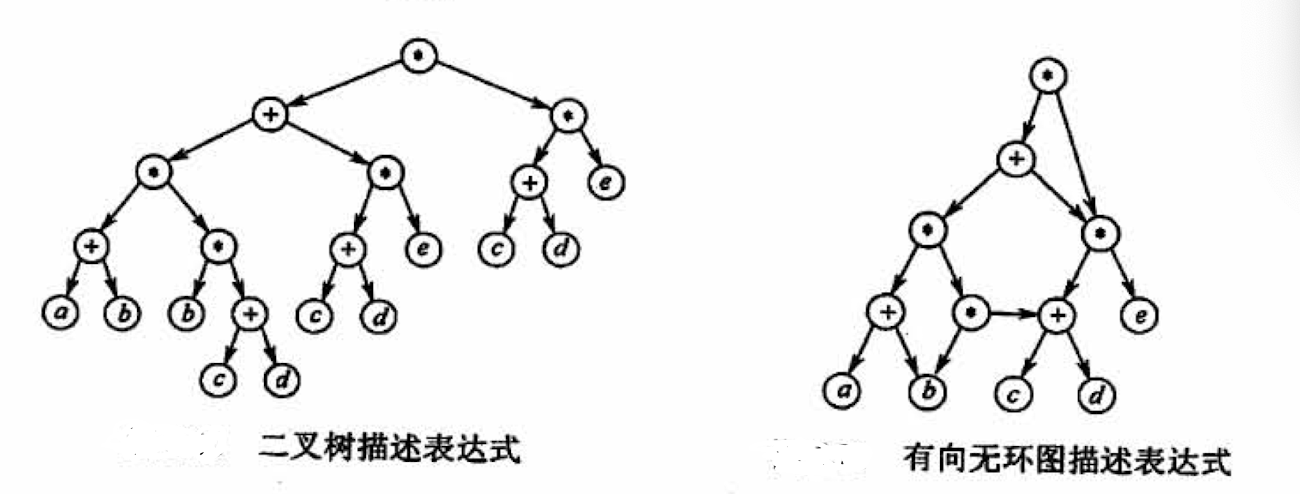 *
+ *
* * + e
+ * + e c d
a b b + c d
c d
二叉树描述表达式
*
+
* *
+ * + e
a b c d
有向无环图描述表达式